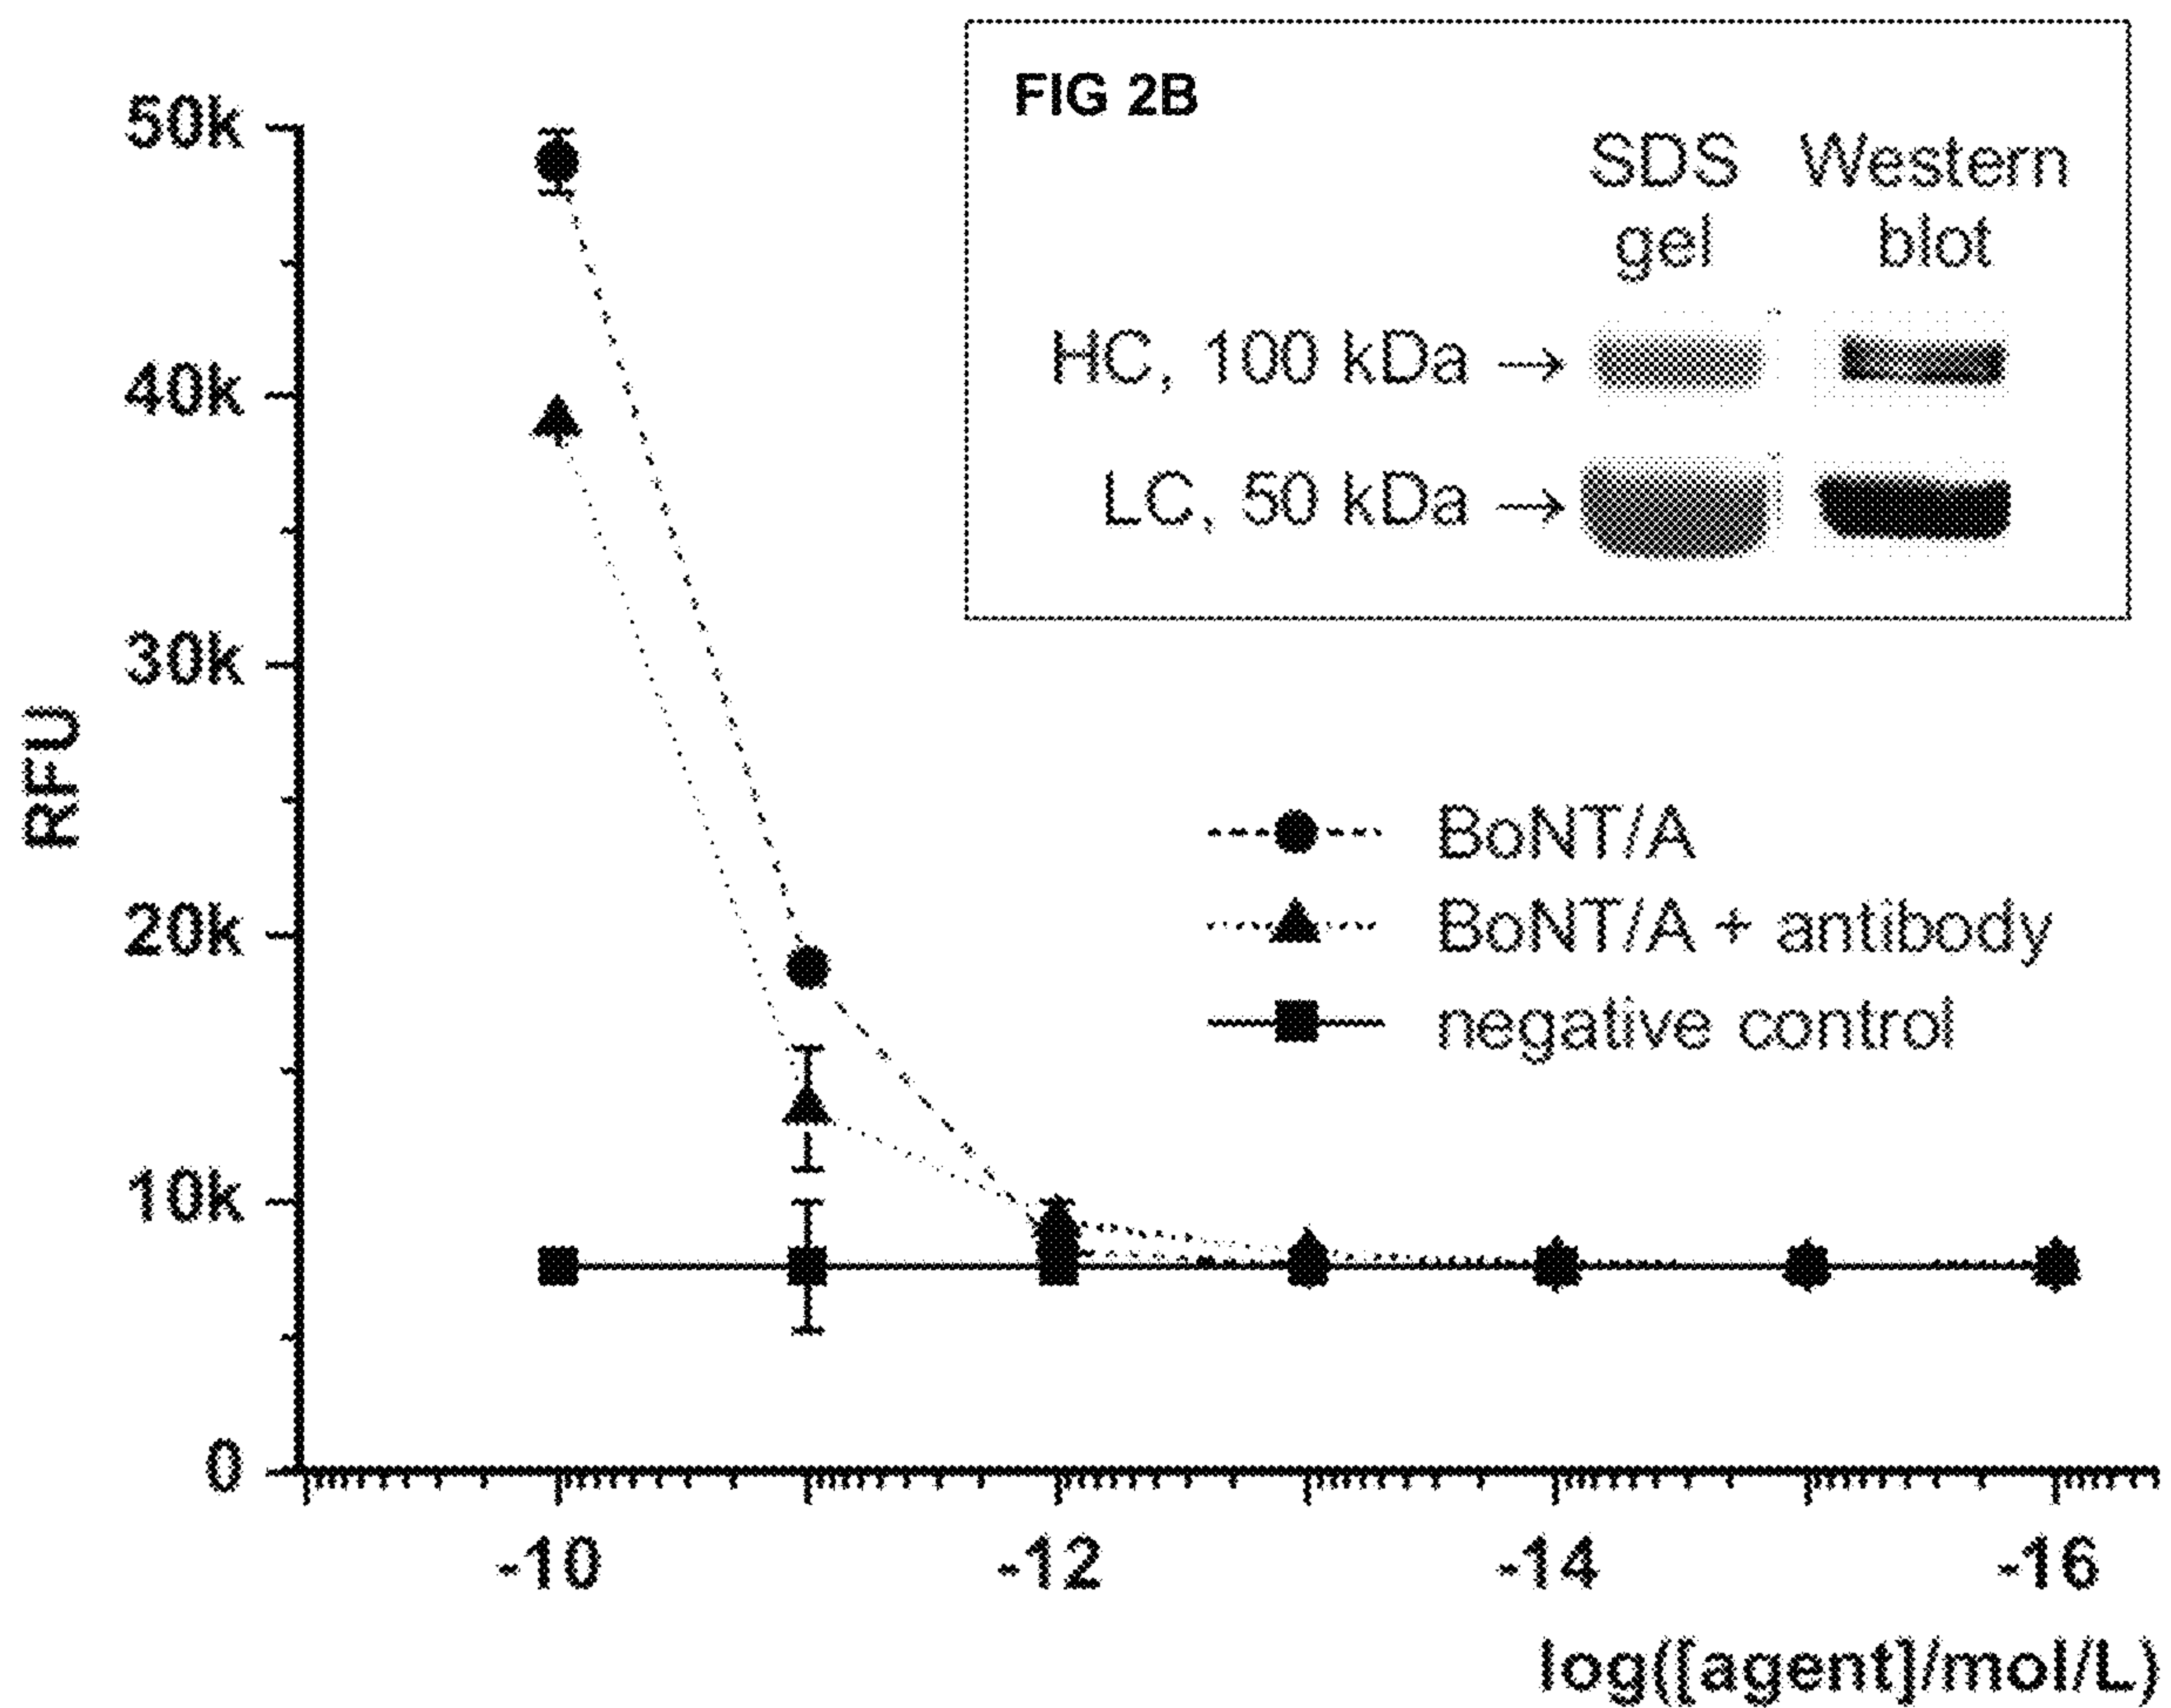 FIG 2B
SDS gel
Western blot
HC, 100 kDa →
LC, 50 kDa →
50k
40k
30k
20k
10k
0
RFU
BoNT/A
BoNT/A + antibody
negative control
-10
-12
-14
-16
log([agent]/mol/L)